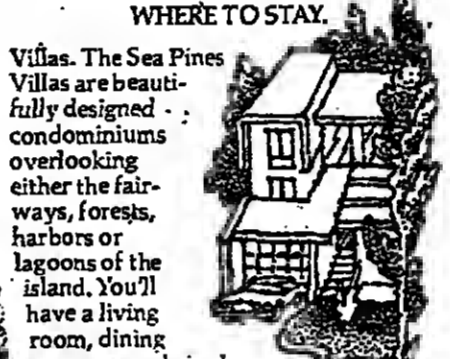 WHERE TO STAY.
Villas. The Sea Pines
Villas are beauti-
fully designed
condominiums
overlooking
either the fair-
ways, forests,
harbors or
lagoons of the
island. You'll
have a living
room, dining